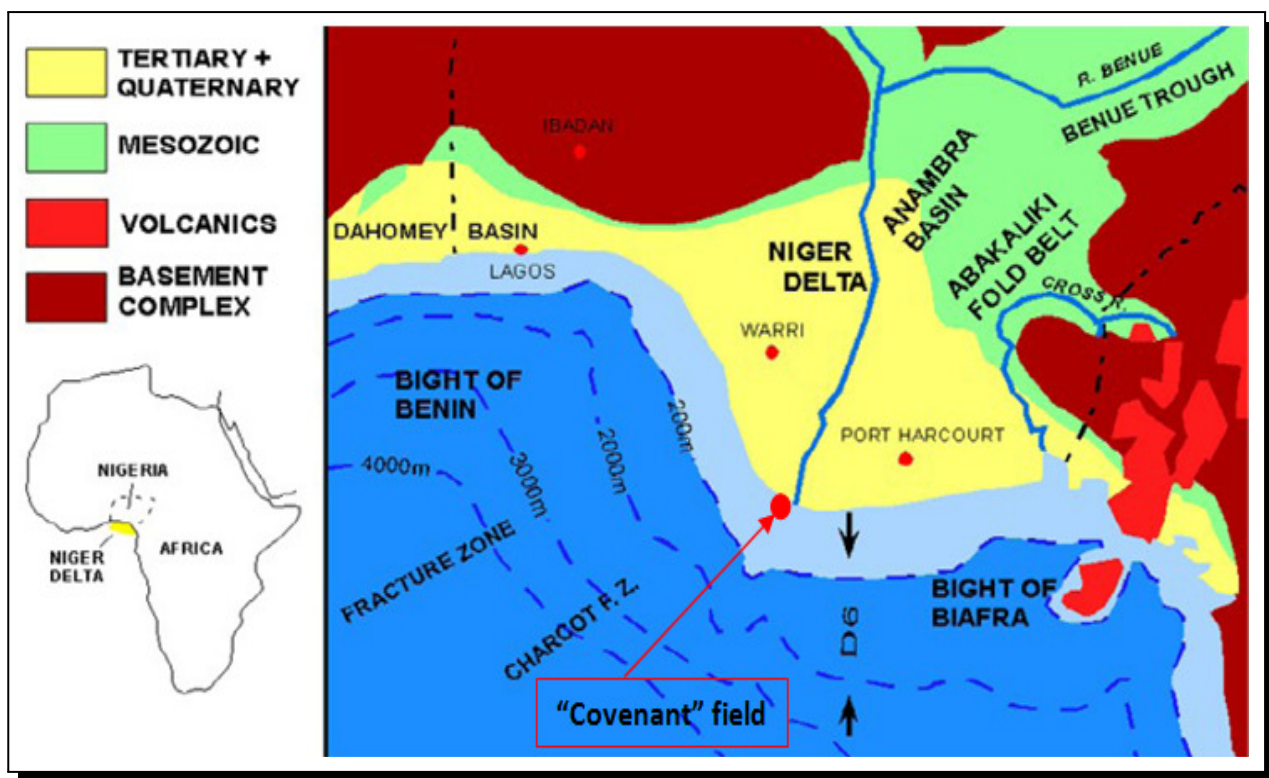 TERTIARY +
QUATERNARY
MESOZOIC
VOLCANICS
BASEMENT
COMPLEX
NIGERIA
NIGER
DELTA
AFRICA
IBADAN
R. BENUE
BENUE TROUGH
ANAMBRA
BASIN
DAHOMEY BASIN
LAGOS
NIGER
DELTA
ABAKALIKI
FOLD BELT
CROSS R.
WARRI
PORT HARCOURT
BIGHT OF
BENIN
200m
2000m
3000m
4000m
FRACTURE ZONE
CHARCOT F. Z.
D6
BIGHT OF
BIAFRA
“Covenant” field